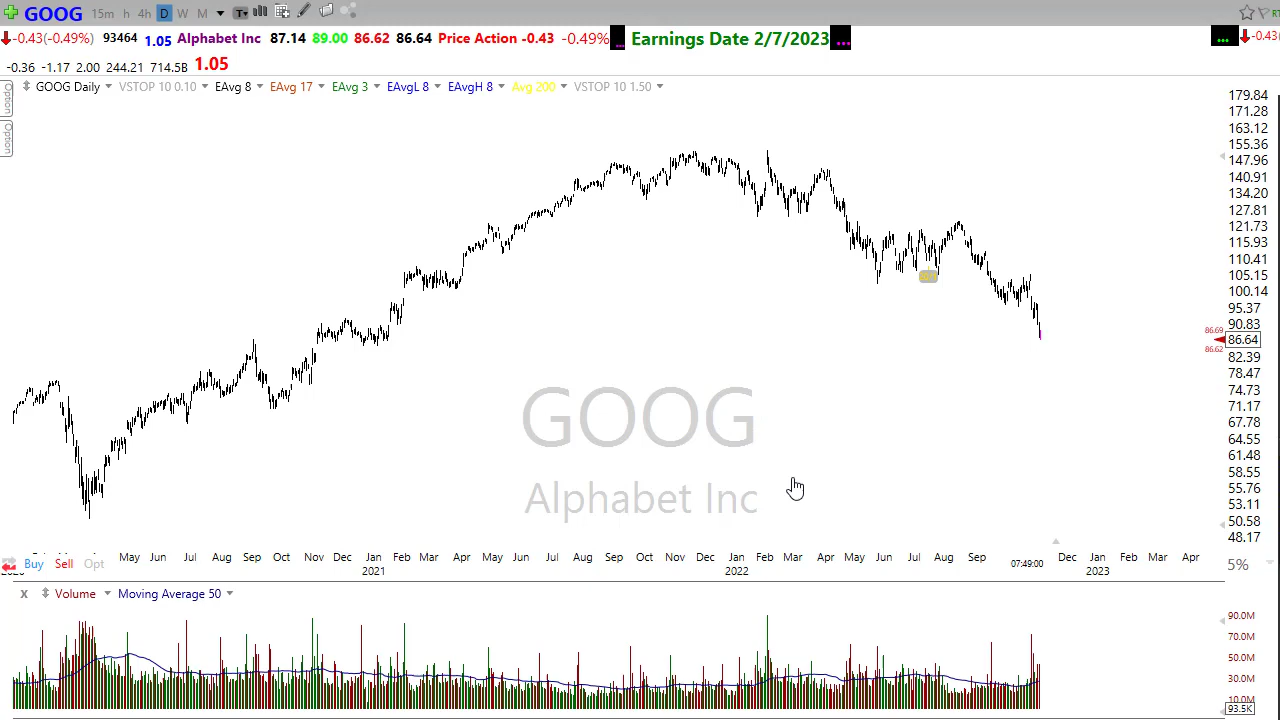 GOOG 15m h 4h D W M T▾
-0.43(-0.49%) 93464 1.05 Alphabet Inc 87.14 89.00 86.62 86.64 Price Action -0.43 -0.49% ... Earnings Date 2/7/2023 ... ... -0.43(
-0.36 -1.17 2.00 244.21 714.5B 1.05
GOOG Daily VSTOP 10 0.10 EAvg 8 EAvg 17 EAvg 3 EAvgL 8 EAvgH 8 Avg 200 VSTOP 10 1.50
Option
Option
179.84
171.28
163.12
155.36
147.96
140.91
134.20
127.81
121.73
115.93
110.41
105.15
100.14
95.37
90.83
86.69
86.64
86.62
82.39
78.47
74.73
71.17
67.78
64.55
61.48
58.55
55.76
53.11
50.58
48.17
GOOG
Alphabet Inc
May Jun Jul Aug Sep Oct Nov Dec Jan Feb Mar Apr May Jun Jul Aug Sep Oct Nov Dec Jan Feb Mar Apr May Jun Jul Aug Sep Dec Jan Feb Mar Apr
Buy Sell Opt 07:49:00 5%
2021 2022 2023
x Volume Moving Average 50
90.0M
70.0M
50.0M
30.0M
10.0M
93.5K